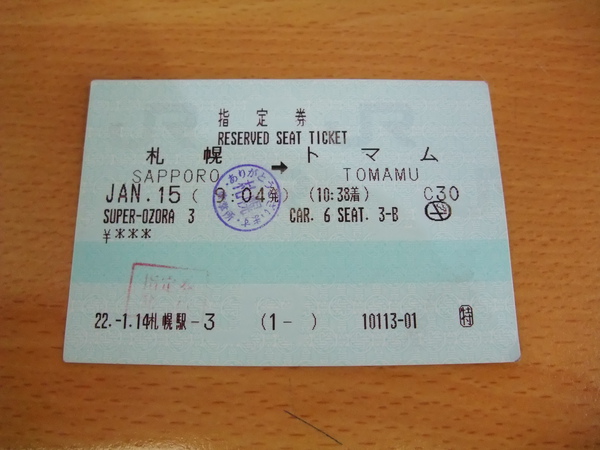 指定券
RESERVED SEAT TICKET
札幌 → トマム
SAPPORO TOMAMU
JAN.15 ( 9:04発) (10:38着) C30
SUPER-OZORA 3 CAR. 6 SEAT. 3-B
¥***
22.-1.14札幌駅-3 (1- ) 10113-01 特